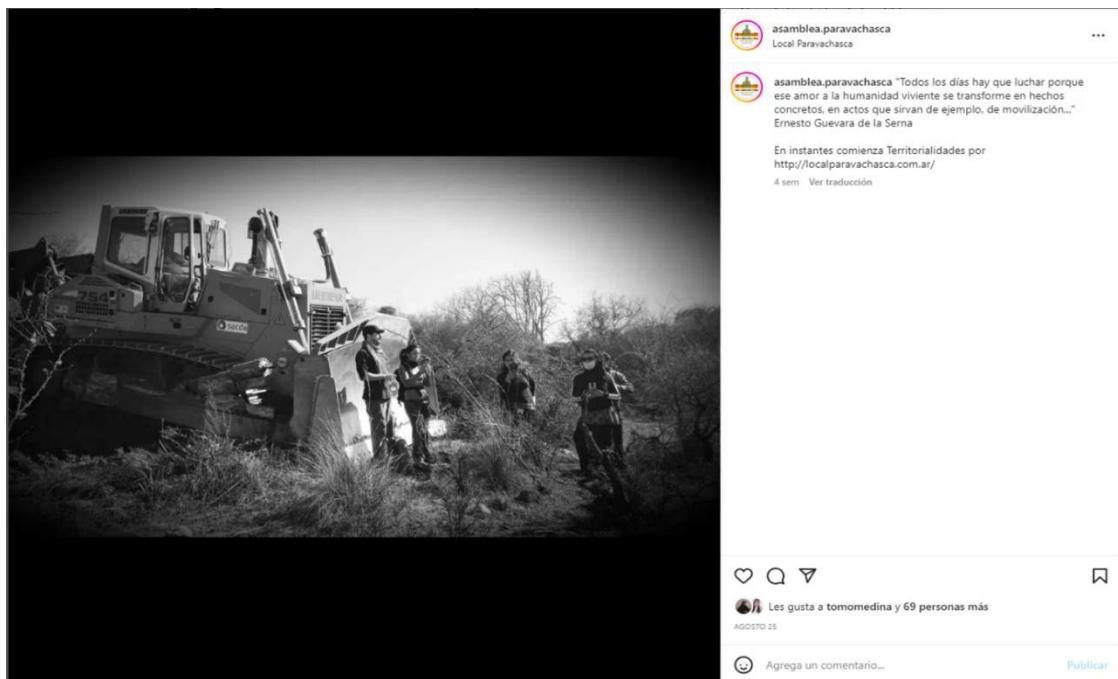 asamblea.paravachasca
Local Paravachasca
asamblea.paravachasca "Todos los días hay que luchar porque
ese amor a la humanidad viviente se transforme en hechos
concretos, en actos que sirvan de ejemplo, de movilización..."
Ernesto Guevara de la Serna
En instantes comienza Territorialidades por
http://localparavachasca.com.ar/
4 sem Ver traducción
LIEBHERR
754
sacde
Les gusta a tomomedina y 69 personas más
AGOSTO 25
Agrega un comentario...
Publicar